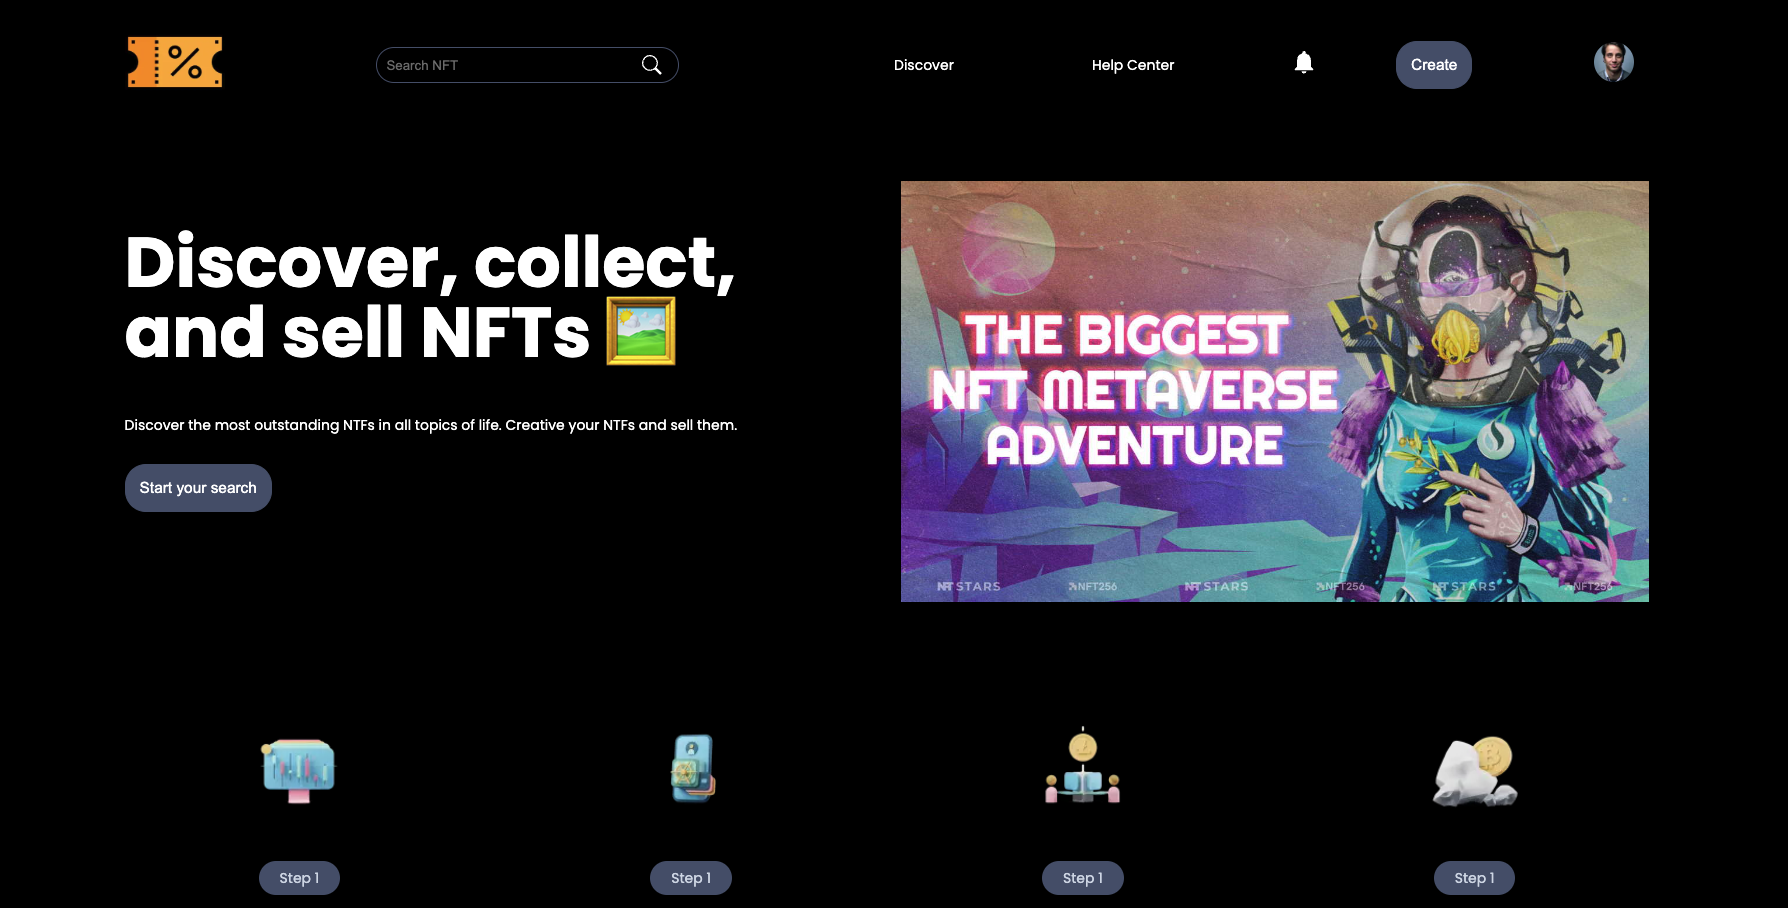 %
Search NFT
Discover
Help Center
Create
Discover, collect,
and sell NFTs
Discover the most outstanding NTFs in all topics of life. Creative your NTFs and sell them.
Start your search
THE BIGGEST
NFT METAVERSE
ADVENTURE
NFT STARS NFT256 NFT STARS NFT256 NFT STARS NFT256
Step 1
Step 1
Step 1
Step 1